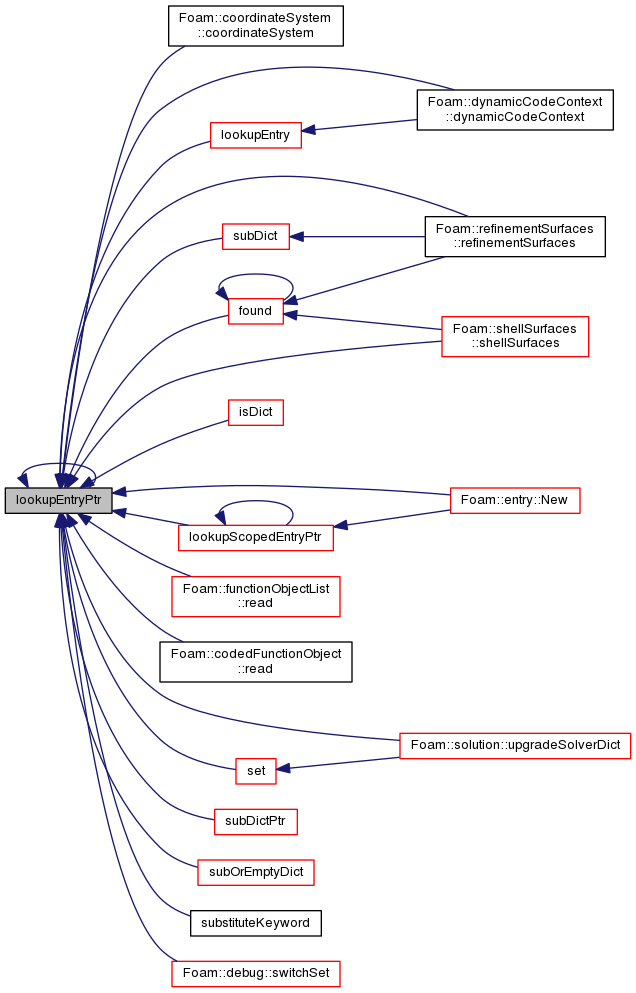 Foam::coordinateSystem
::coordinateSystem
Foam::dynamicCodeContext
::dynamicCodeContext
lookupEntry
Foam::refinementSurfaces
::refinementSurfaces
subDict
found
Foam::shellSurfaces
::shellSurfaces
isDict
lookupEntryPtr
Foam::entry::New
lookupScopedEntryPtr
Foam::functionObjectList
::read
Foam::codedFunctionObject
::read
Foam::solution::upgradeSolverDict
set
subDictPtr
subOrEmptyDict
substituteKeyword
Foam::debug::switchSet